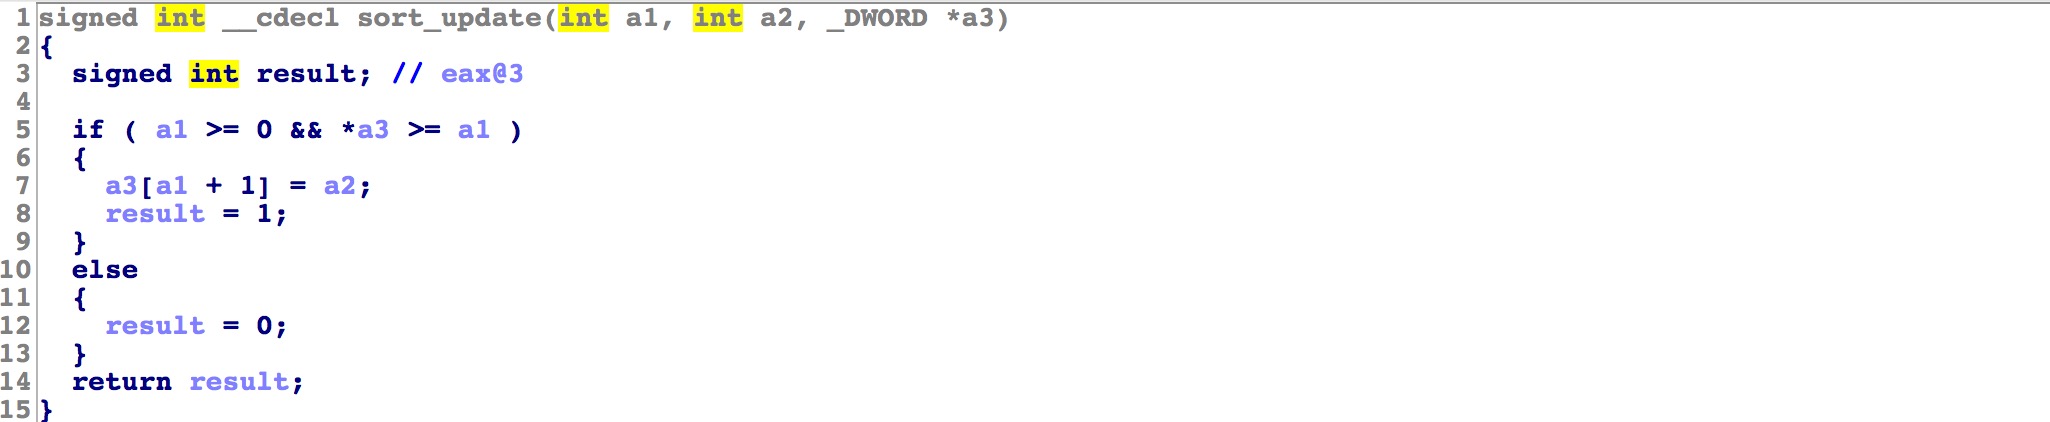 1 signed int __cdecl sort_update(int a1, int a2, _DWORD *a3)
2 {
3   signed int result; // eax@3
4
5   if ( a1 >= 0 && *a3 >= a1 )
6   {
7     a3[a1 + 1] = a2;
8     result = 1;
9   }
10   else
11   {
12     result = 0;
13   }
14   return result;
15 }